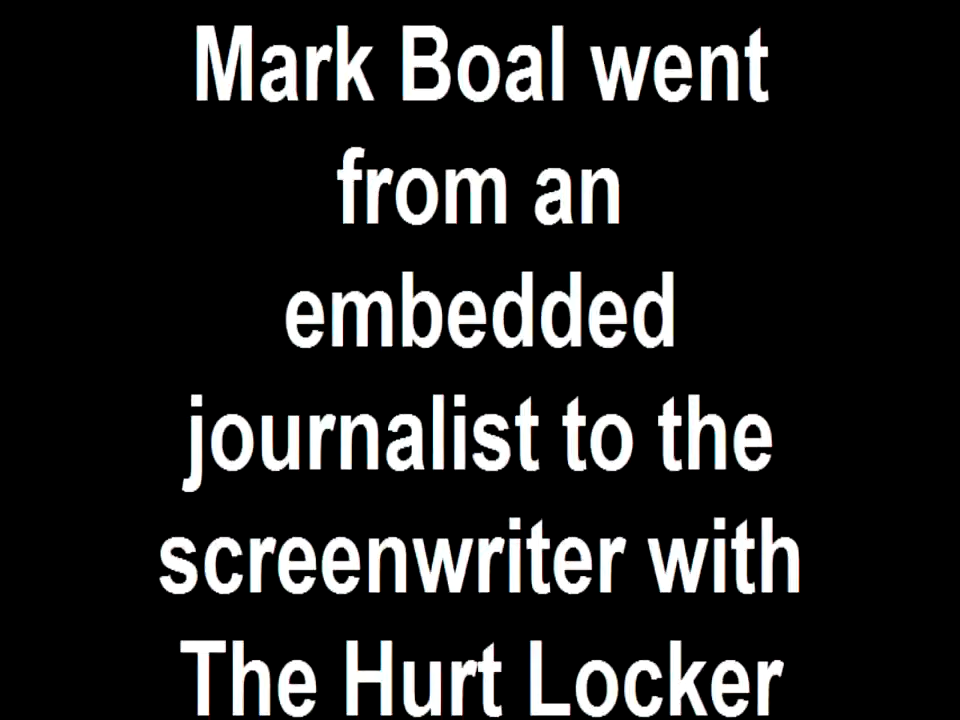 Mark Boal went
from an
embedded
journalist to the
screenwriter with
The Hurt Locker